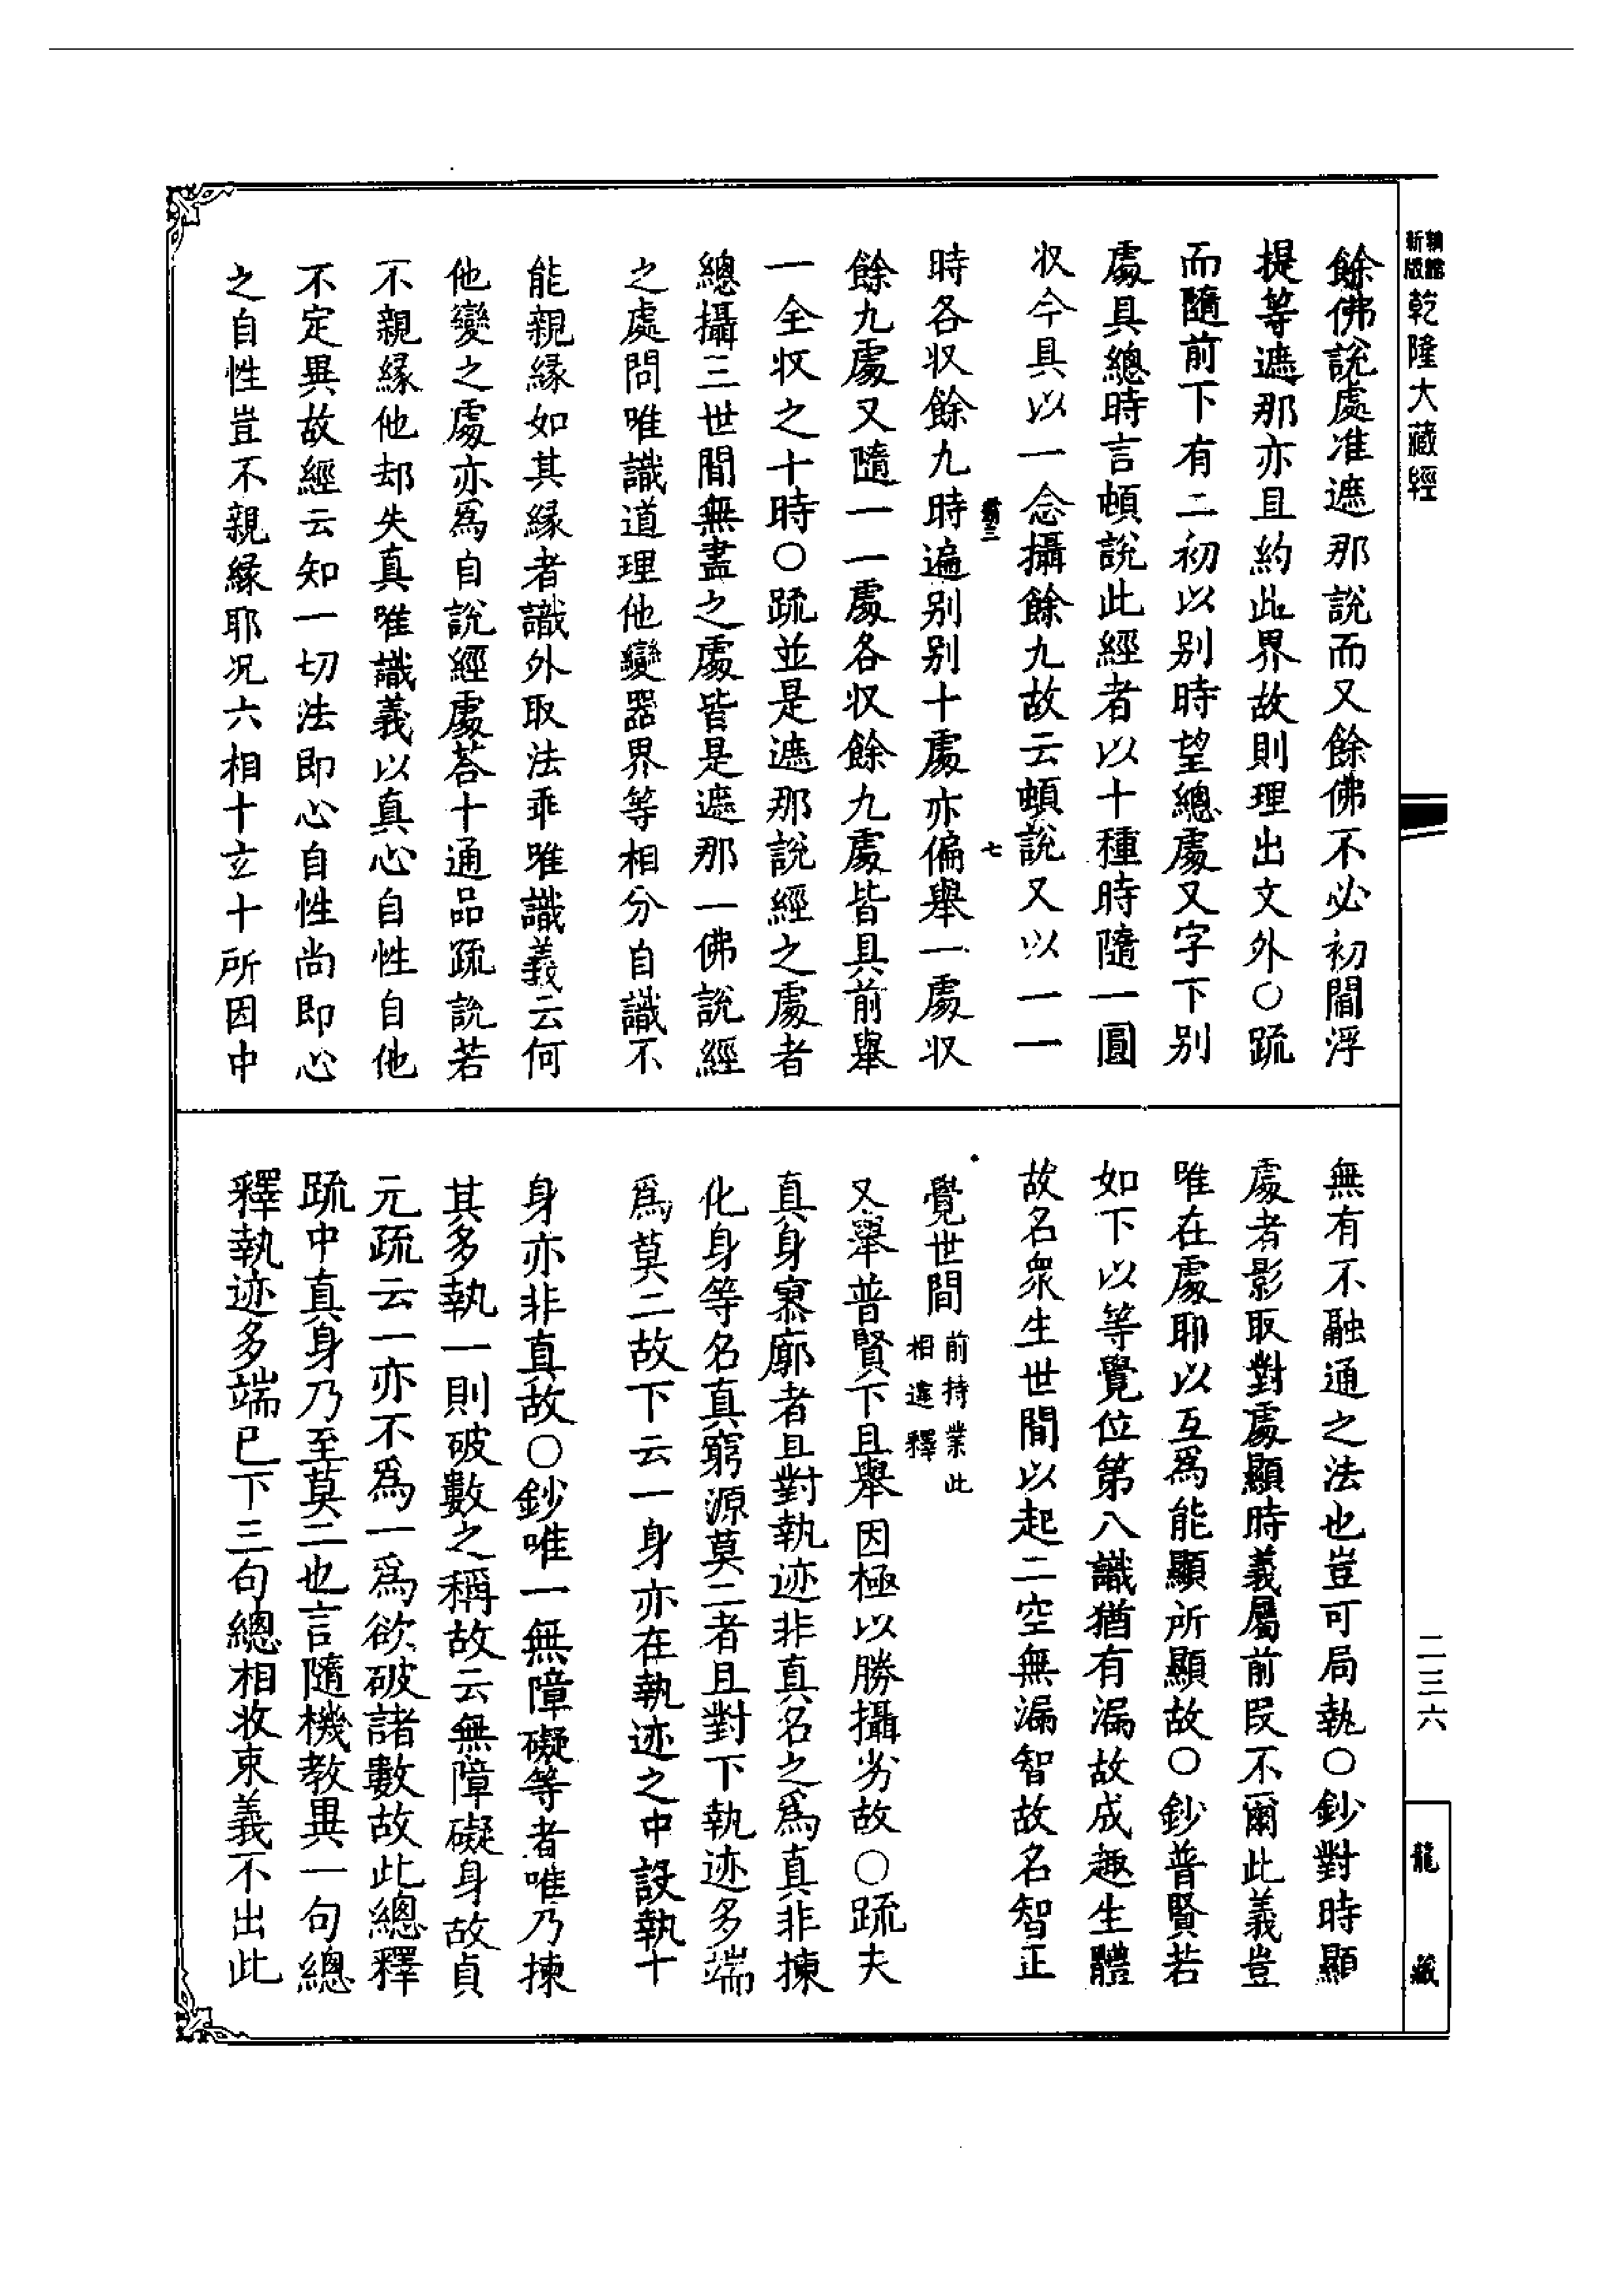 新編縮版
乾隆大藏經
餘佛說處准遮那說而又餘佛不必初閻浮
提等遮那亦且約此界故則理出文外○疏
而隨前下有二初以别時望總處又字下别
處具總時言頓說此經者以十種時隨一圓
収今具以一念攝餘九故云頓說又以一一
七
時各収餘九時遍别别十處亦偏舉一處収
餘九處又隨一一處各収餘九處皆具前舉
一全収之十時○疏並是遮那說經之處者
總攝三世間無盡之處皆是遮那一佛說經
之處問唯識道理他變器界等相分自識不
能親緣如其緣者識外取法乖唯識義云何
他變之處亦爲自說經處荅十通品疏說若
不親緣他却失真唯識義以真心自性自他
不定異故經云知一切法即心自性尚即心
之自性豈不親緣耶况六相十玄十所因中
無有不融通之法也豈可局執○鈔對時顯
處者影取對處顯時義屬前段不爾此義豈
唯在處耶以互爲能顯所顯故○鈔普賢若
如下以等覺位第八識猶有漏故成趣生體
故名衆生世間以起二空無漏智故名智正
覺世間前持業此相違釋
又舉普賢下且舉因極以勝攝劣故○疏夫
真身寥廓者且對執迹非真名之爲真非揀
化身等名真窮源莫二者且對下執迹多端
爲莫二故下云一身亦在執迹之中設執十
身亦非真故○鈔唯一無障礙等者唯乃揀
其多執一則破數之稱故云無障礙身故貞
元疏云一亦不爲一爲欲破諸數故此總釋
疏中真身乃至莫二也言隨機教異一句總
釋執迹多端已下三句總相收束義不出此
二三六
龍藏